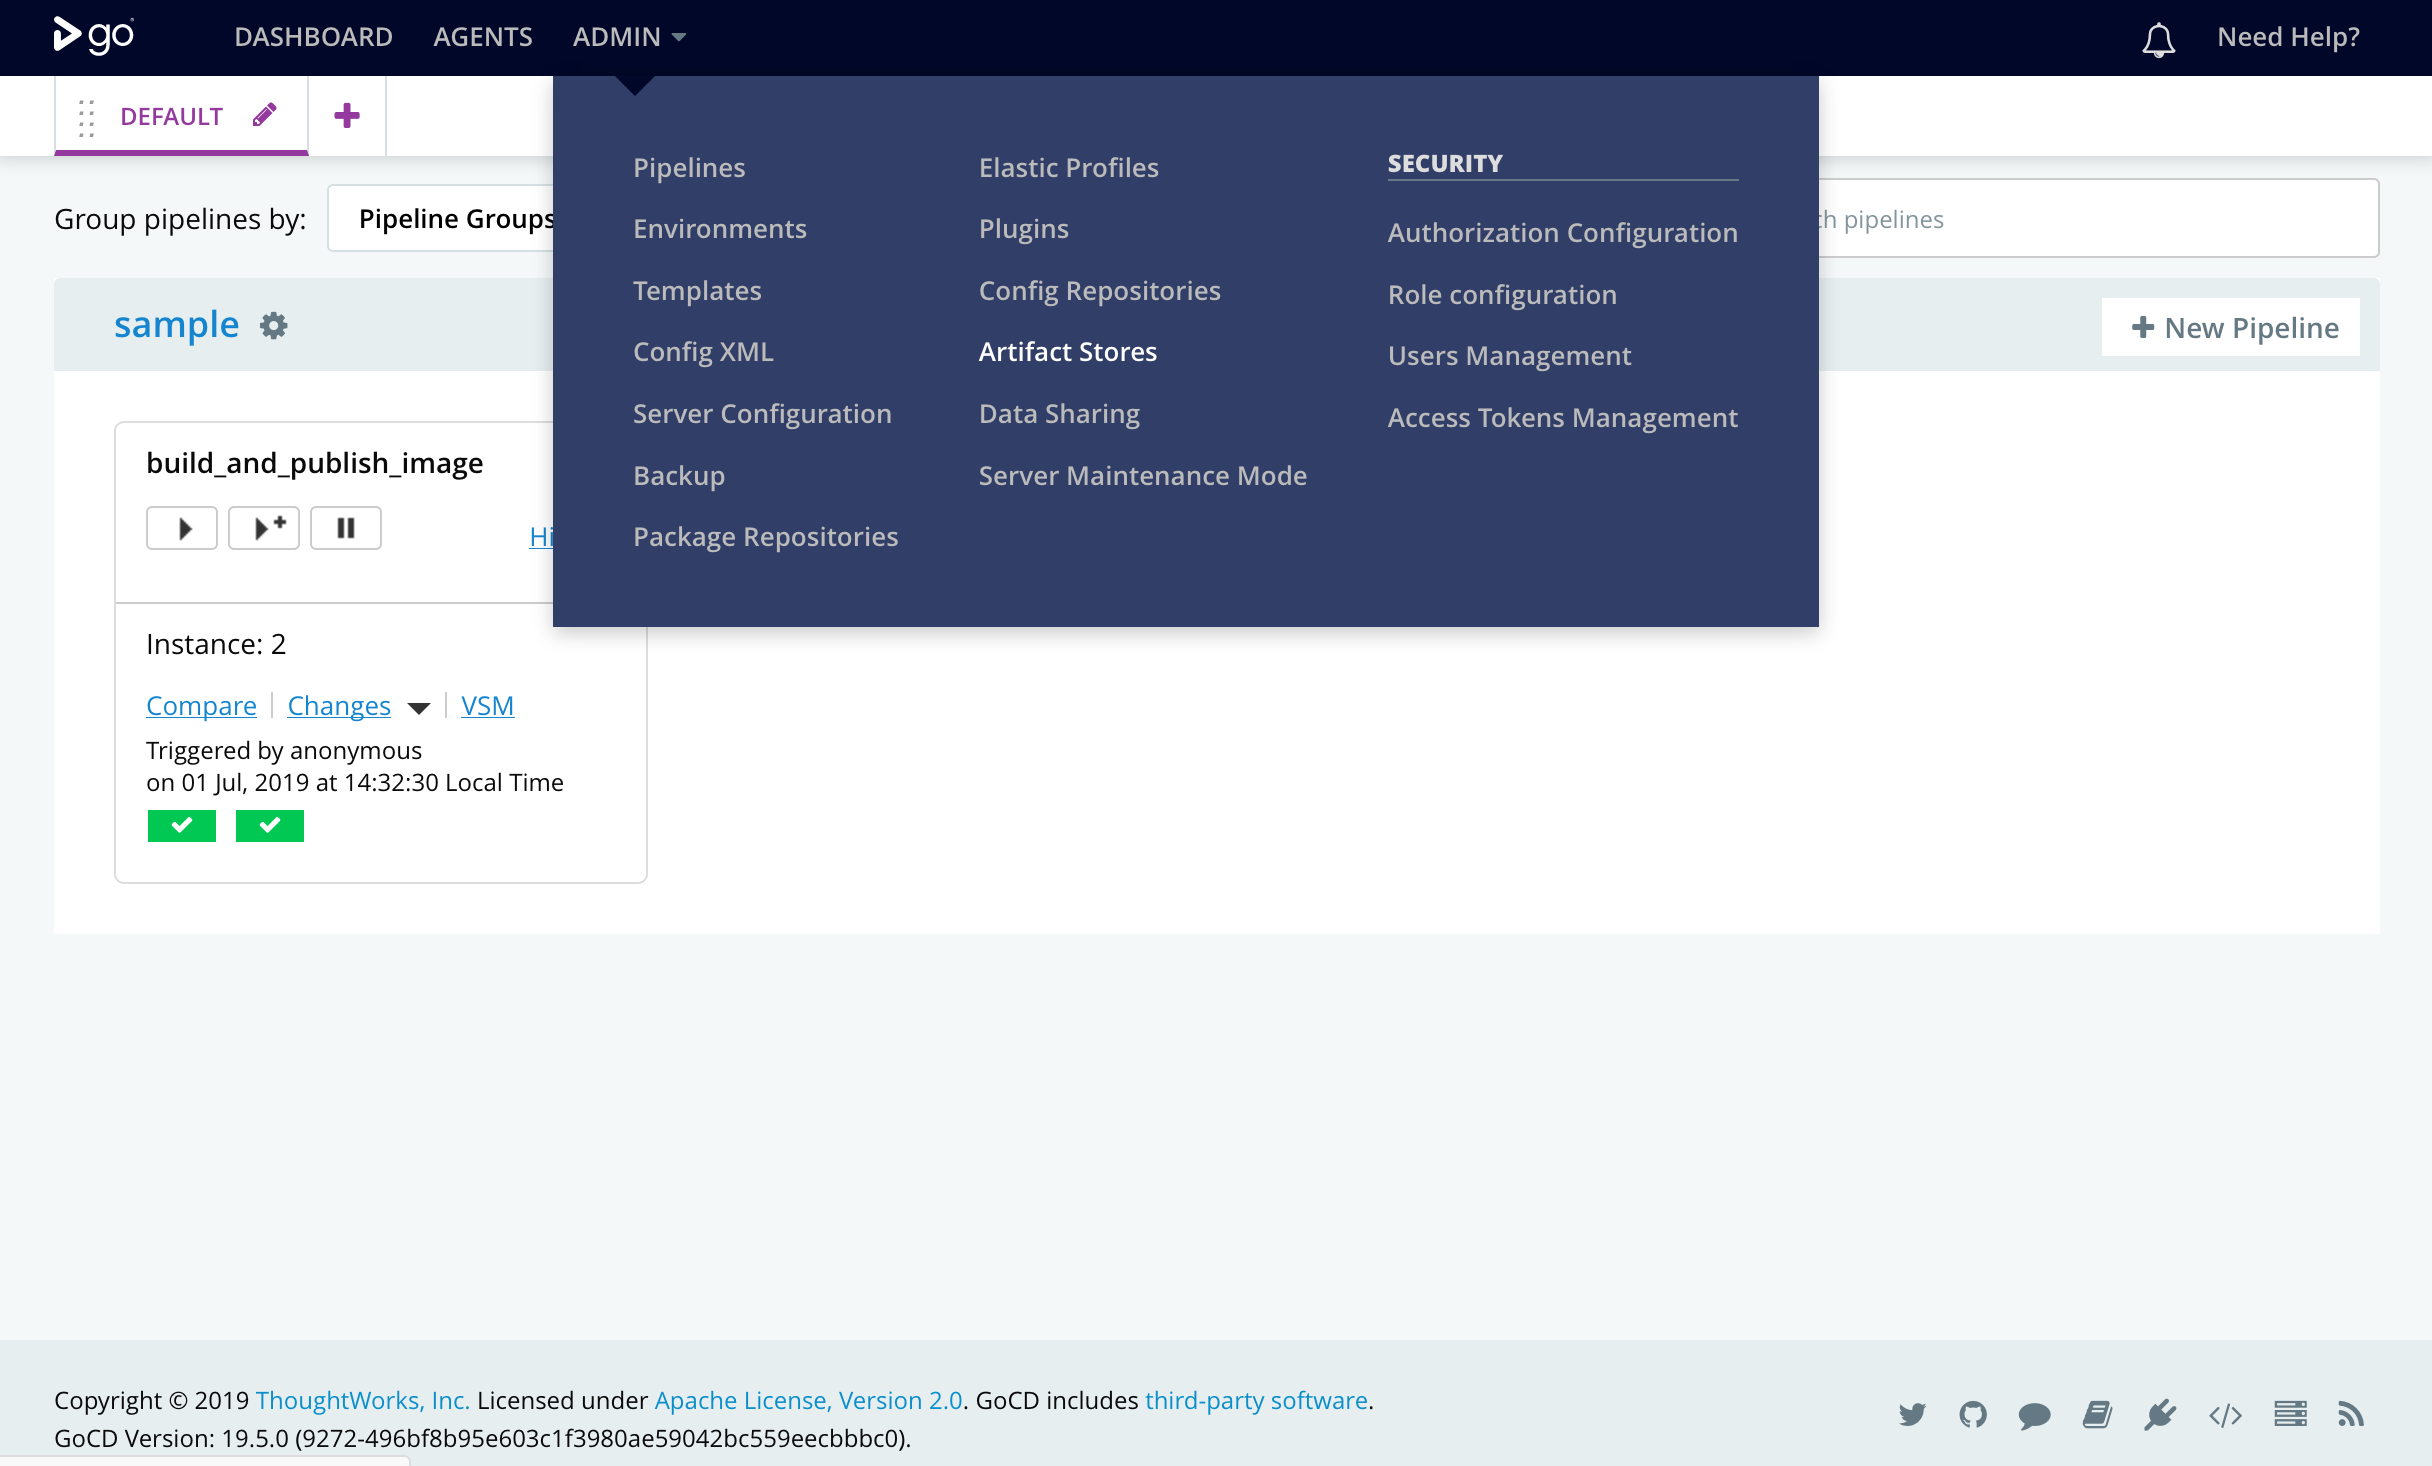 go
DASHBOARD AGENTS ADMIN
Need Help?
DEFAULT
Group pipelines by: Pipeline Groups
pipelines
sample
New Pipeline
Pipelines
Environments
Templates
Config XML
Server Configuration
Backup
Package Repositories
Elastic Profiles
Plugins
Config Repositories
Artifact Stores
Data Sharing
Server Maintenance Mode
SECURITY
Authorization Configuration
Role configuration
Users Management
Access Tokens Management
build_and_publish_image
Hi
Instance: 2
Compare | Changes | VSM
Triggered by anonymous
on 01 Jul, 2019 at 14:32:30 Local Time
Copyright © 2019 ThoughtWorks, Inc. Licensed under Apache License, Version 2.0. GoCD includes third-party software.
GoCD Version: 19.5.0 (9272-496bf8b95e603c1f3980ae59042bc559eecbbbc0).